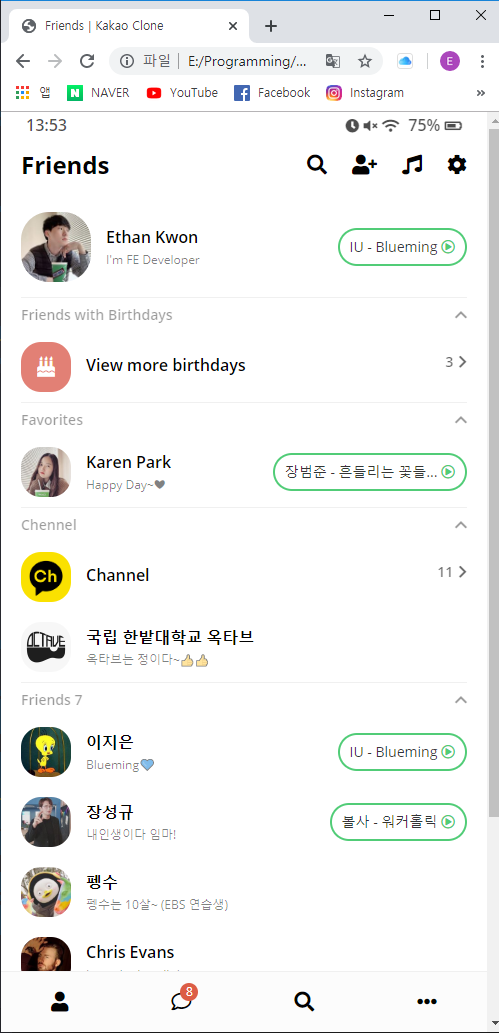 Friends | Kakao Clone
파일 | E:/Programming/...
E
앱 NAVER YouTube Facebook Instagram »
13:53 75%
Friends
Ethan Kwon
I'm FE Developer
IU - Blueming
Friends with Birthdays
View more birthdays
3
Favorites
Karen Park
Happy Day~🖤
장범준 - 흔들리는 꽃들...
Chennel
Ch
Channel
11
OCTAVE
국립 한밭대학교 옥타브
옥타브는 정이다~👍👍
Friends 7
이지은
Blueming💙
IU - Blueming
장성규
내인생이다 임마!
볼사 - 워커홀릭
펭수
펭수는 10살~ (EBS 연습생)
Chris Evans
8